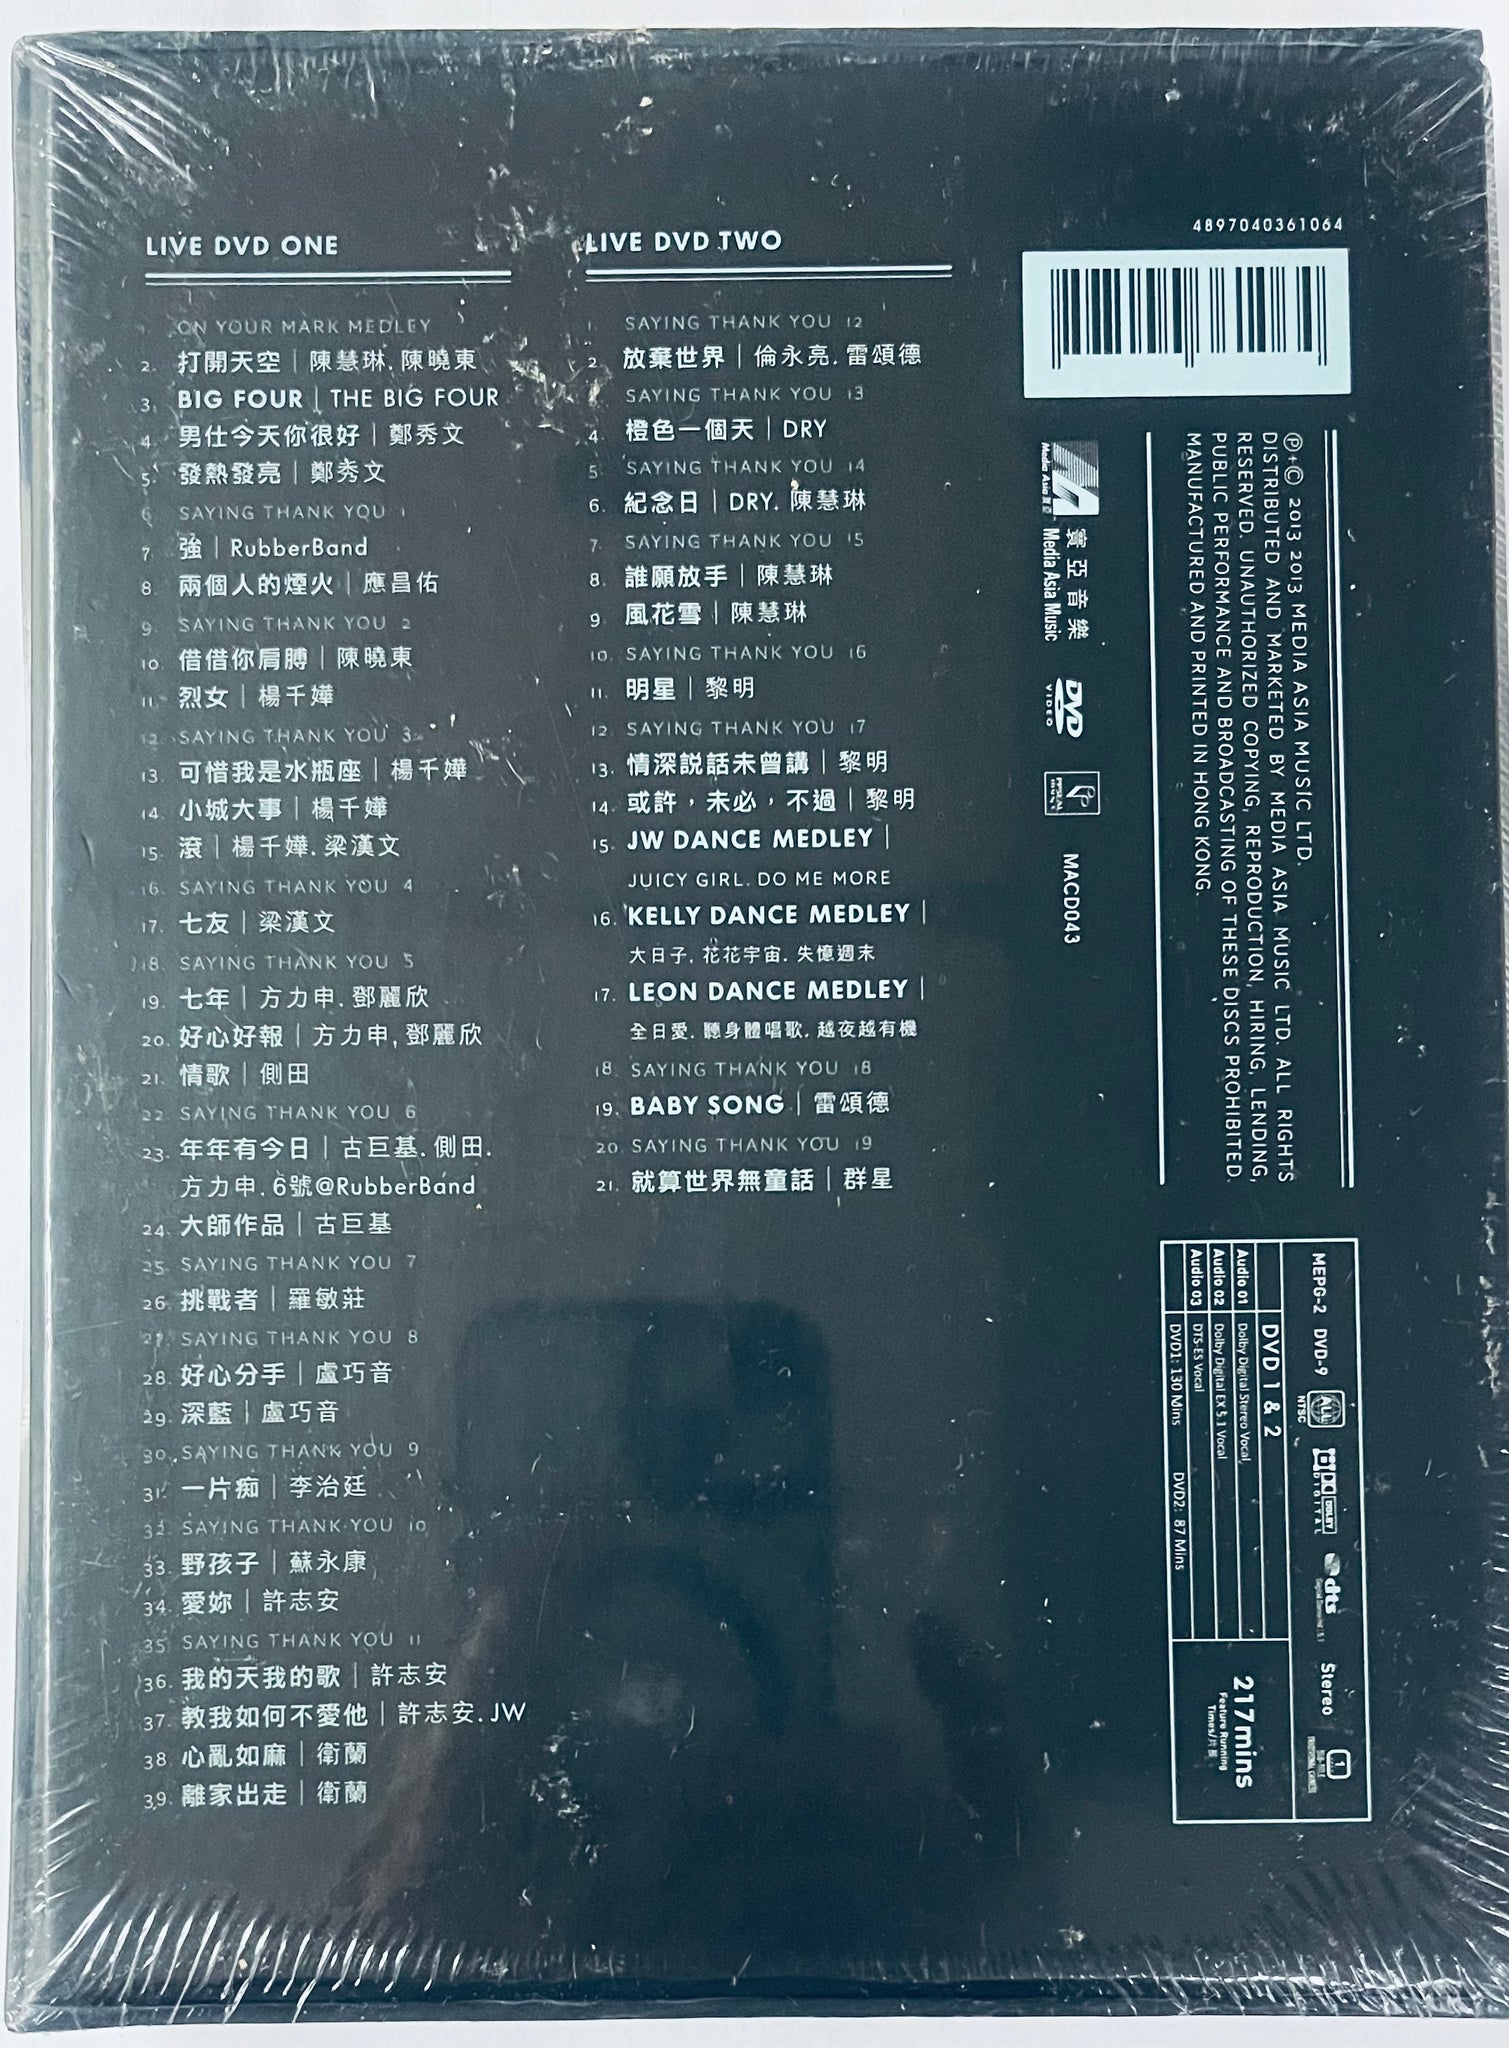 LIVE DVD ONE
1. ON YOUR MARK MEDLEY
2. 打開天空 | 陳慧琳. 陳曉東
3. BIG FOUR | THE BIG FOUR
4. 男仕今天你很好 | 鄭秀文
5. 發熱發亮 | 鄭秀文
6. SAYING THANK YOU 1
7. 強 | RubberBand
8. 兩個人的煙火 | 應昌佑
9. SAYING THANK YOU 2
10. 借借你肩膊 | 陳曉東
11. 烈女 | 楊千嬅
12. SAYING THANK YOU 3
13. 可惜我是水瓶座 | 楊千嬅
14. 小城大事 | 楊千嬅
15. 滾 | 楊千嬅. 梁漢文
16. SAYING THANK YOU 4
17. 七友 | 梁漢文
18. SAYING THANK YOU 5
19. 七年 | 方力申. 鄧麗欣
20. 好心好報 | 方力申. 鄧麗欣
21. 情歌 | 側田
22. SAYING THANK YOU 6
23. 年年有今日 | 古巨基. 側田.
方力申. 6號@RubberBand
24. 大師作品 | 古巨基
25. SAYING THANK YOU 7
26. 挑戰者 | 羅敏莊
27. SAYING THANK YOU 8
28. 好心分手 | 盧巧音
29. 深藍 | 盧巧音
30. SAYING THANK YOU 9
31. 一片痴 | 李治廷
32. SAYING THANK YOU 10
33. 野孩子 | 蘇永康
34. 愛妳 | 許志安
35. SAYING THANK YOU 11
36. 我的天我的歌 | 許志安
37. 教我如何不愛他 | 許志安. JW
38. 心亂如麻 | 衛蘭
39. 離家出走 | 衛蘭
LIVE DVD TWO
1. SAYING THANK YOU 12
2. 放棄世界 | 倫永亮. 雷頌德
3. SAYING THANK YOU 13
4. 橙色一個天 | DRY
5. SAYING THANK YOU 14
6. 紀念日 | DRY. 陳慧琳
7. SAYING THANK YOU 15
8. 誰願放手 | 陳慧琳
9. 風花雪 | 陳慧琳
10. SAYING THANK YOU 16
11. 明星 | 黎明
12. SAYING THANK YOU 17
13. 情深説話未曾講 | 黎明
14. 或許，未必，不過 | 黎明
15. JW DANCE MEDLEY |
JUICY GIRL. DO ME MORE
16. KELLY DANCE MEDLEY |
大日子. 花花宇宙. 失憶週末
17. LEON DANCE MEDLEY |
全日愛. 聽身體唱歌. 越夜越有機
18. SAYING THANK YOU 18
19. BABY SONG | 雷頌德
20. SAYING THANK YOU 19
21. 就算世界無童話 | 群星
4897040361064
Ⓟ+© 2013 2013 MEDIA ASIA MUSIC LTD.
DISTRIBUTED AND MARKETED BY MEDIA ASIA MUSIC LTD. ALL RIGHTS
RESERVED. UNAUTHORIZED COPYING, REPRODUCTION, HIRING, LENDING,
PUBLIC PERFORMANCE AND BROADCASTING OF THESE DISCS PROHIBITED.
MANUFACTURED AND PRINTED IN HONG KONG.
Media Asia 寰亞
寰亞音樂
Media Asia Music
DVD
VIDEO
MACD043
MEPG-2 DVD-9
ALL
NTSC
DOLBY
DIGITAL
dts
Stereo
1
DVD 1 & 2
Audio 01 Dolby Digital Stereo Vocal
Audio 02 Dolby Digital EX 5.1 Vocal
Audio 03 DTS-ES Vocal
DVD1: 130 Mins DVD2: 87 Mins
217mins
Feature Running
Times/片長